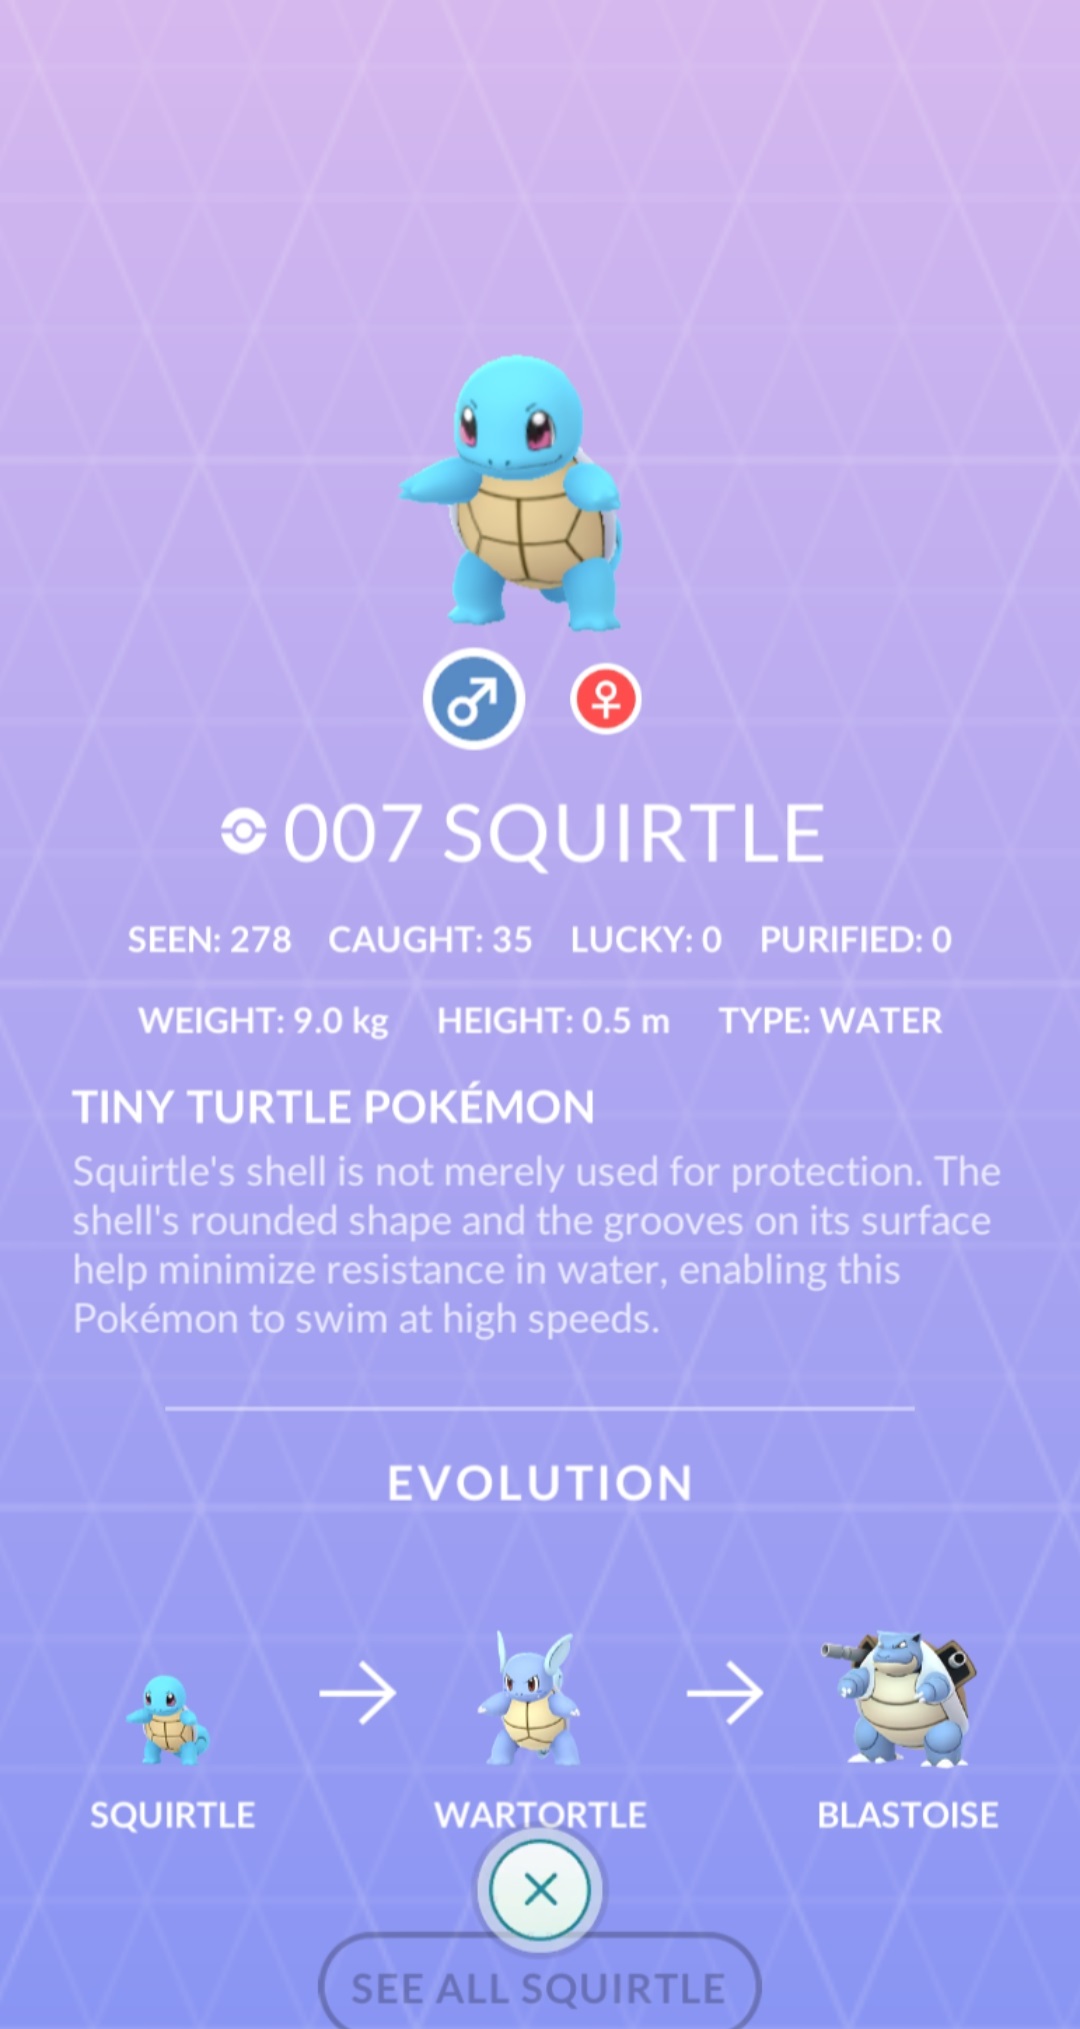 007 SQUIRTLE
SEEN: 278 CAUGHT: 35 LUCKY: 0 PURIFIED: 0
WEIGHT: 9.0 kg HEIGHT: 0.5 m TYPE: WATER
TINY TURTLE POKÉMON
Squirtle's shell is not merely used for protection. The
shell's rounded shape and the grooves on its surface
help minimize resistance in water, enabling this
Pokémon to swim at high speeds.
EVOLUTION
SQUIRTLE WARTORTLE BLASTOISE
SEE ALL SQUIRTLE